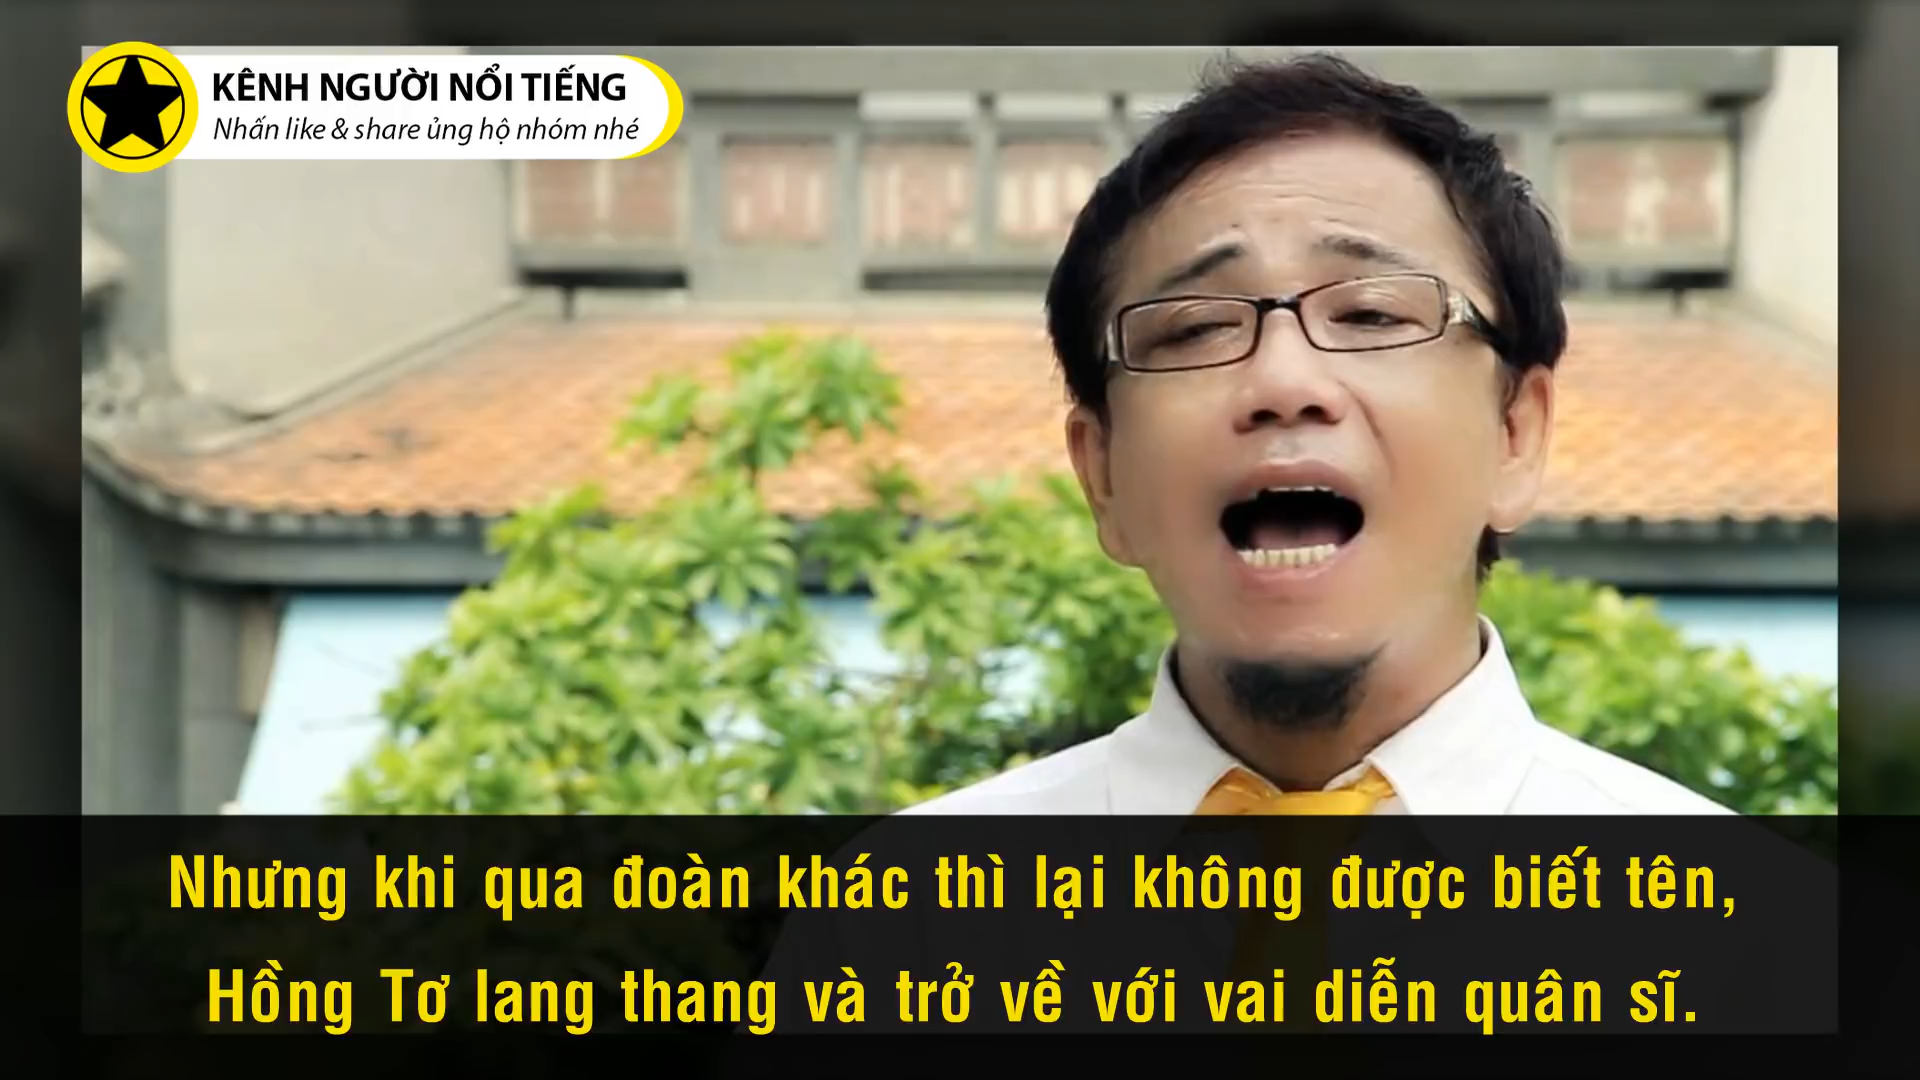 KÊNH NGƯỜI NỔI TIẾNG
Nhấn like & share ủng hộ nhóm nhé
Nhưng khi qua đoàn khác thì lại không được biết tên,
Hồng Tơ lang thang và trở về với vai diễn quân sĩ.